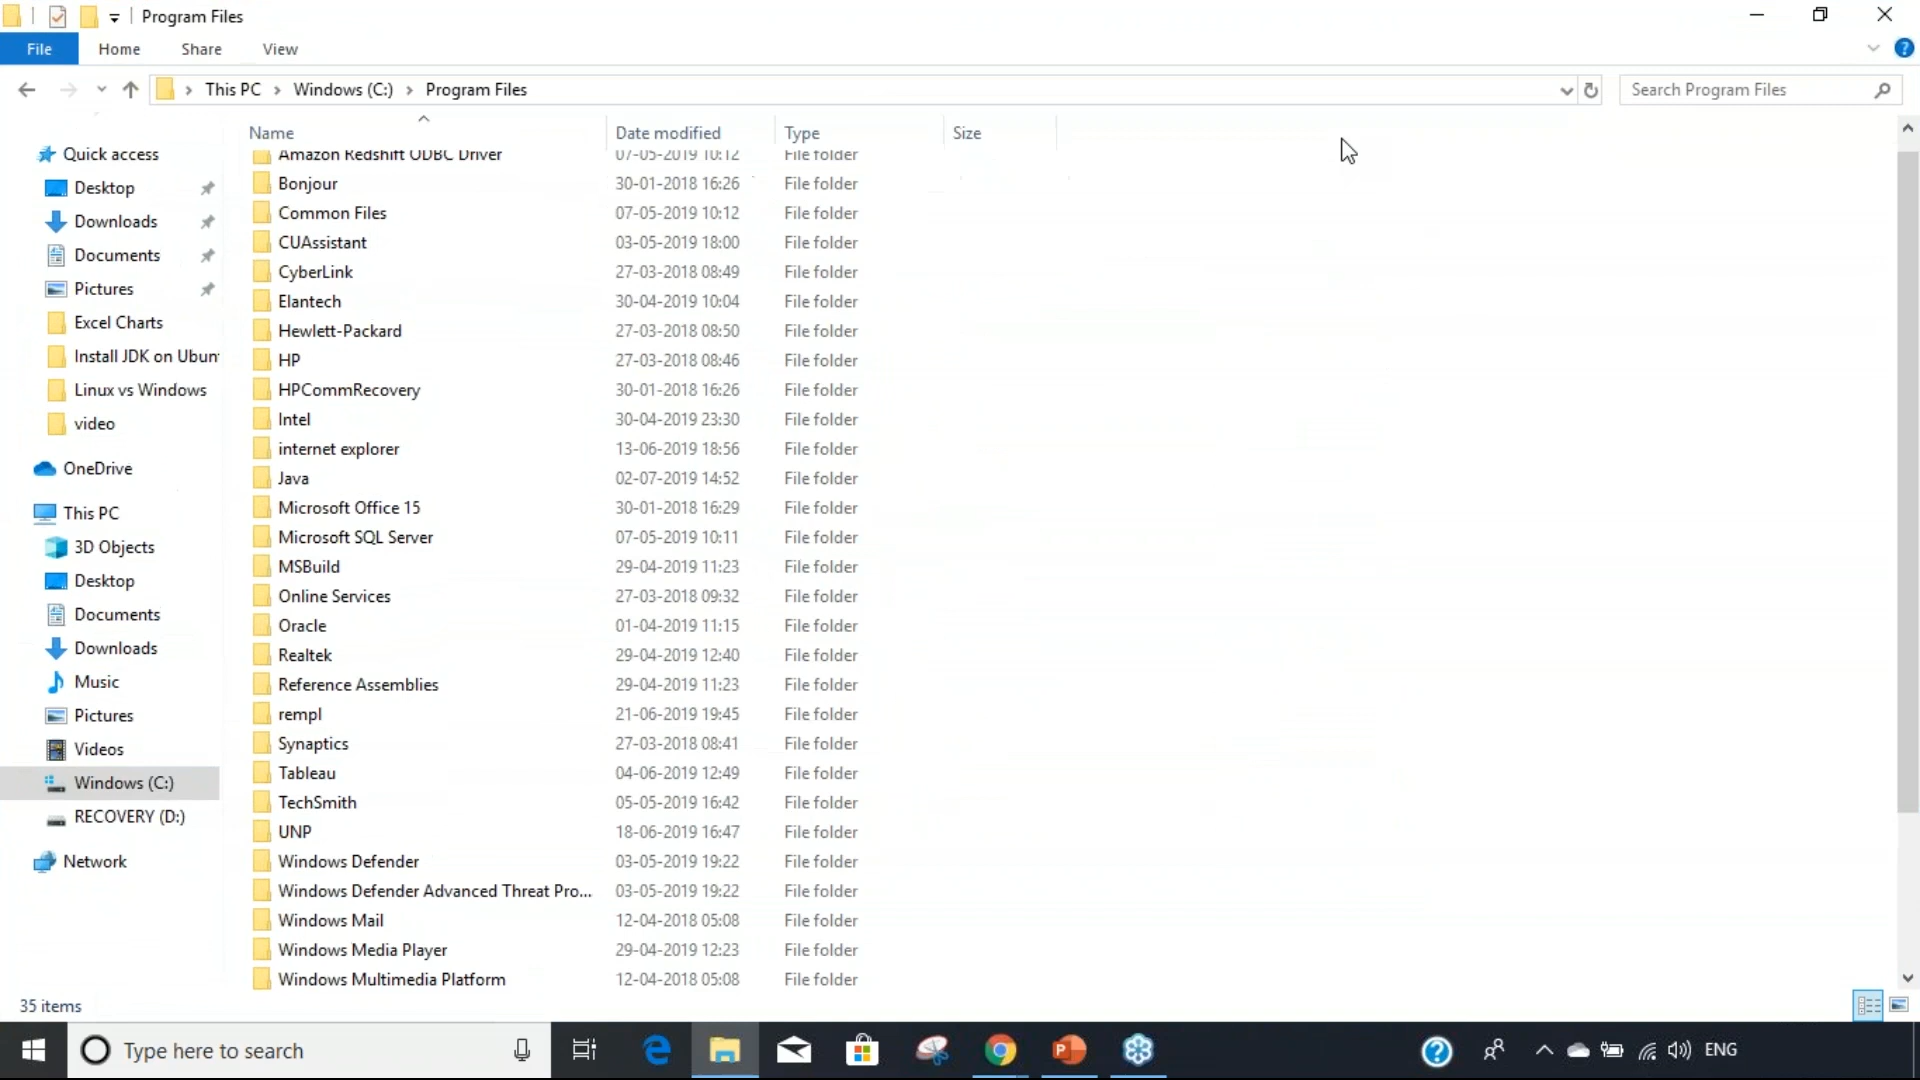 Program Files
File Home Share View
This PC Windows (C:) Program Files
Search Program Files
Name Date modified Type Size
Quick access
Desktop
Downloads
Documents
Pictures
Excel Charts
Install JDK on Ubun
Linux vs Windows
video
OneDrive
This PC
3D Objects
Desktop
Documents
Downloads
Music
Pictures
Videos
Windows (C:)
RECOVERY (D:)
Network
Amazon Redshift ODBC Driver 07-05-2019 10:12 File folder
Bonjour 30-01-2018 16:26 File folder
Common Files 07-05-2019 10:12 File folder
CUAssistant 03-05-2019 18:00 File folder
CyberLink 27-03-2018 08:49 File folder
Elantech 30-04-2019 10:04 File folder
Hewlett-Packard 27-03-2018 08:50 File folder
HP 27-03-2018 08:46 File folder
HPCommRecovery 30-01-2018 16:26 File folder
Intel 30-04-2019 23:30 File folder
internet explorer 13-06-2019 18:56 File folder
Java 02-07-2019 14:52 File folder
Microsoft Office 15 30-01-2018 16:29 File folder
Microsoft SQL Server 07-05-2019 10:11 File folder
MSBuild 29-04-2019 11:23 File folder
Online Services 27-03-2018 09:32 File folder
Oracle 01-04-2019 11:15 File folder
Realtek 29-04-2019 12:40 File folder
Reference Assemblies 29-04-2019 11:23 File folder
rempl 21-06-2019 19:45 File folder
Synaptics 27-03-2018 08:41 File folder
Tableau 04-06-2019 12:49 File folder
TechSmith 05-05-2019 16:42 File folder
UNP 18-06-2019 16:47 File folder
Windows Defender 03-05-2019 19:22 File folder
Windows Defender Advanced Threat Pro... 03-05-2019 19:22 File folder
Windows Mail 12-04-2018 05:08 File folder
Windows Media Player 29-04-2019 12:23 File folder
Windows Multimedia Platform 12-04-2018 05:08 File folder
35 items
Type here to search
ENG